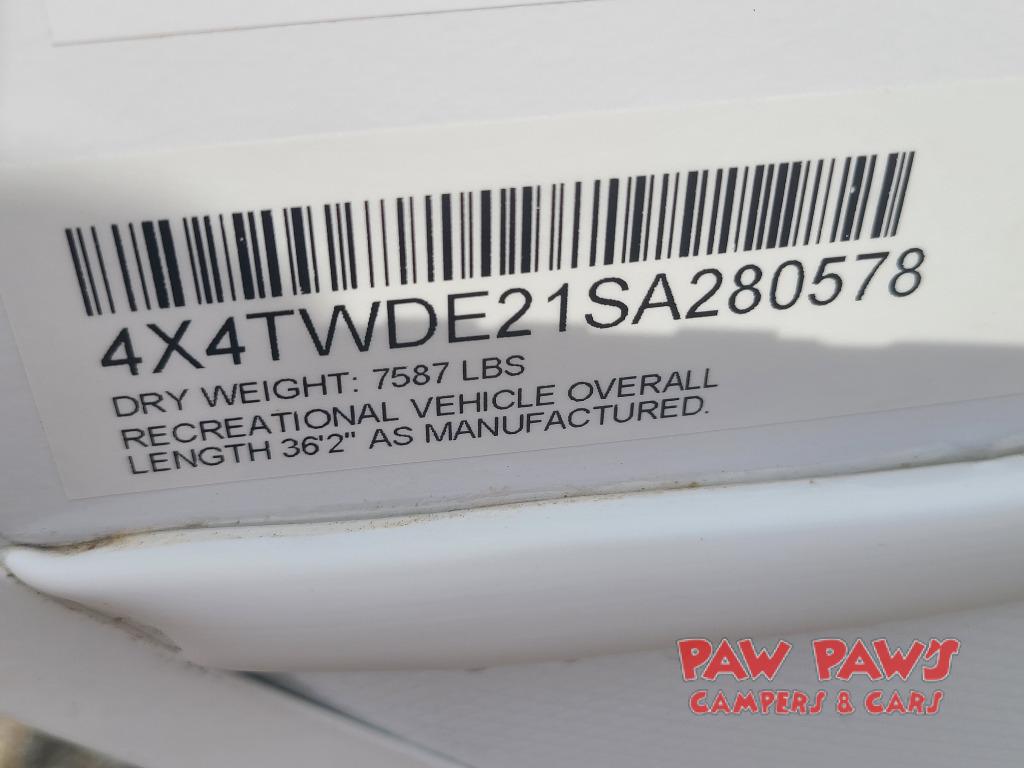 4X4TWDE21SA280578
DRY WEIGHT: 7587 LBS
RECREATIONAL VEHICLE OVERALL
LENGTH 36'2" AS MANUFACTURED.
PAW PAW'S
CAMPERS & CARS